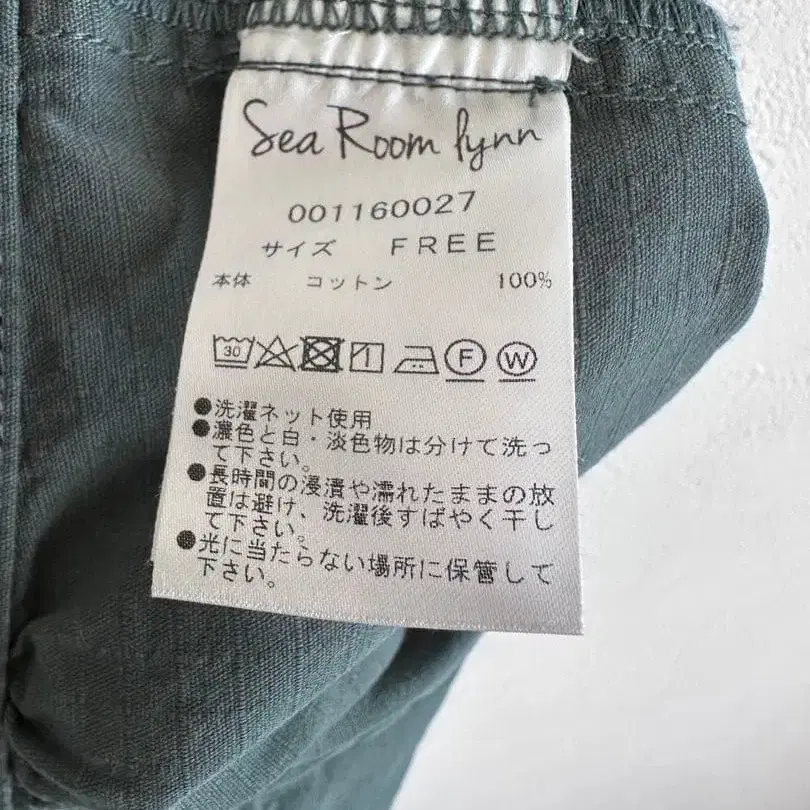 Sea Room lynn
001160027
サイズ FREE
本体 コットン 100%
30 F W
●洗濯ネット使用
●濃色と白・淡色物は分けて洗っ
て下さい。
●長時間の浸漬や濡れたままの放
置は避け、洗濯後すばやく干し
て下さい。
●光に当たらない場所に保管して
下さい。